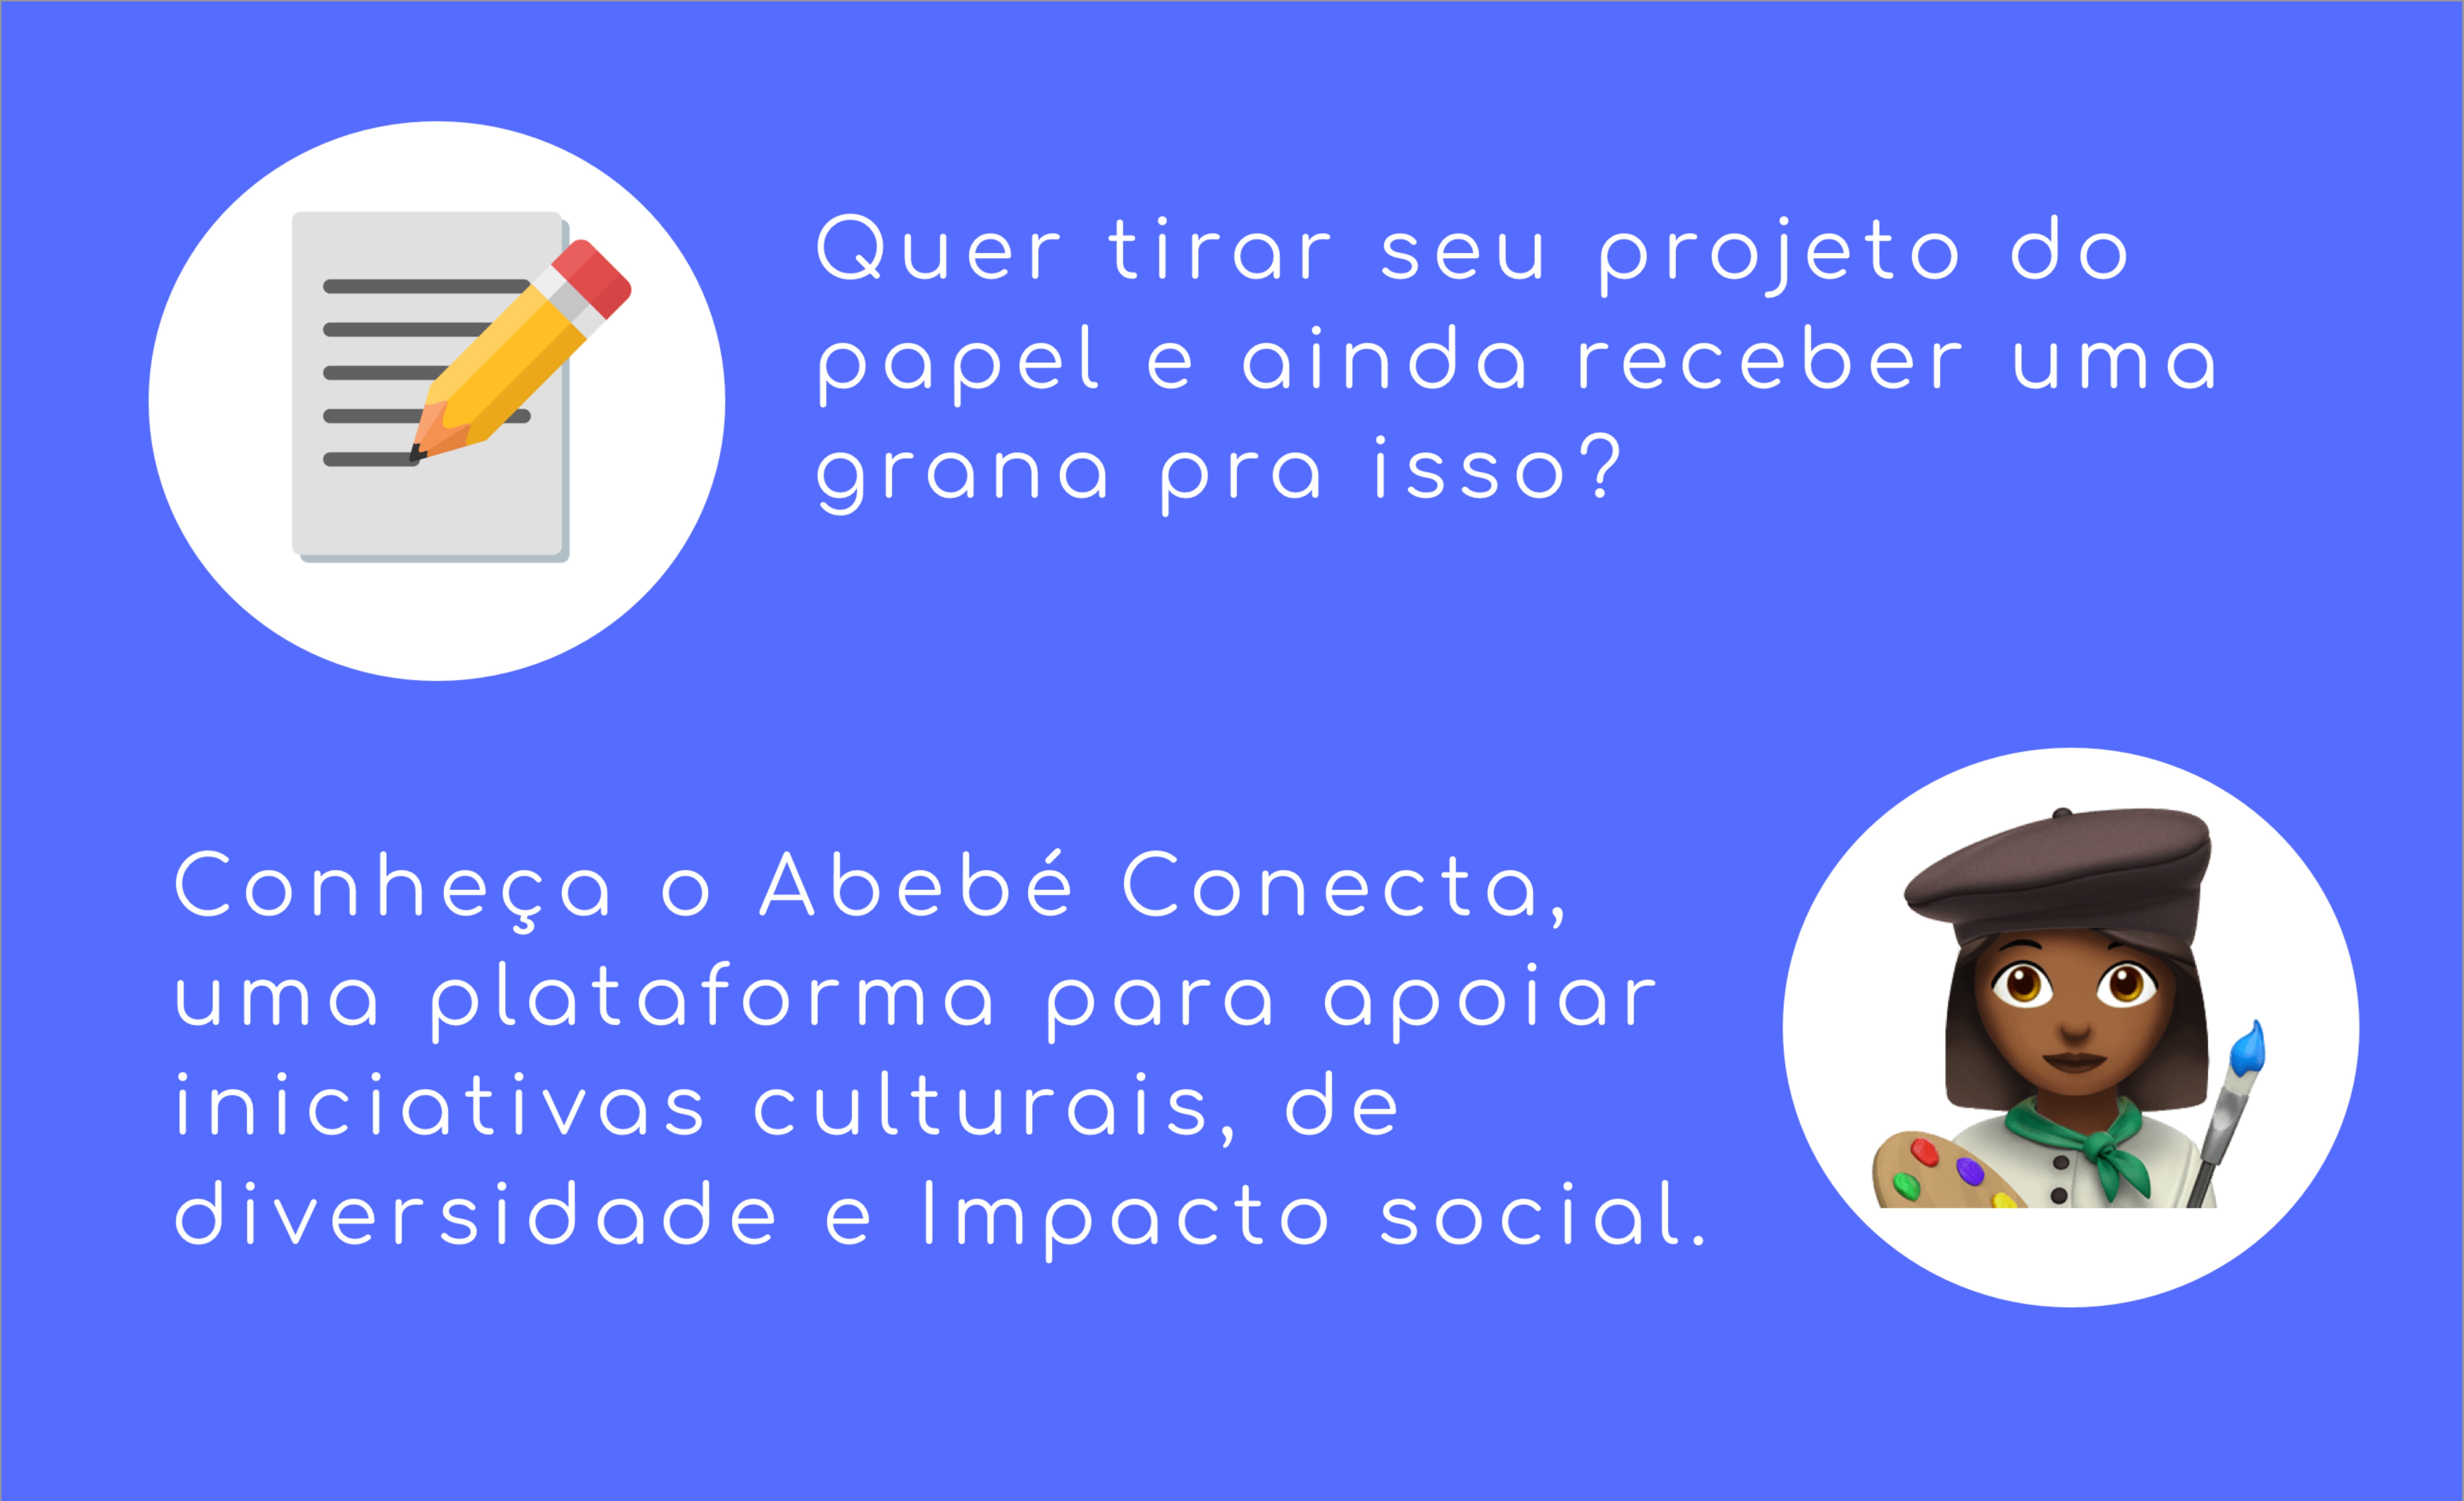 Quer tirar seu projeto do
papel e ainda receber uma
grana pra isso?
Conheça o Abebé Conecta,
uma plataforma para apoiar
iniciativas culturais, de
diversidade e Impacto social.